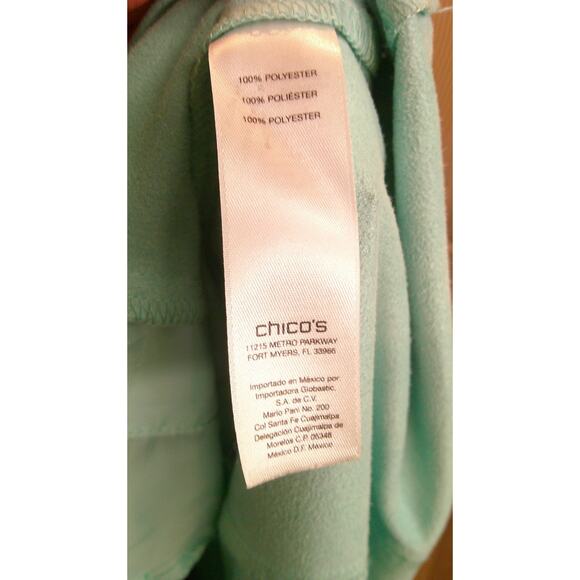 100% POLYESTER
100% POLIÉSTER
100% POLYESTER
chico's
11215 METRO PARKWAY
FORT MYERS, FL 33966
Importado en México por
Importadora Globastic,
S.A. de C.V.
Mario Pani No. 200
Col Santa Fe Cuajimalpa
Delegación Cuajimalpa de
Morelos C.P. 05348
México D.F. México